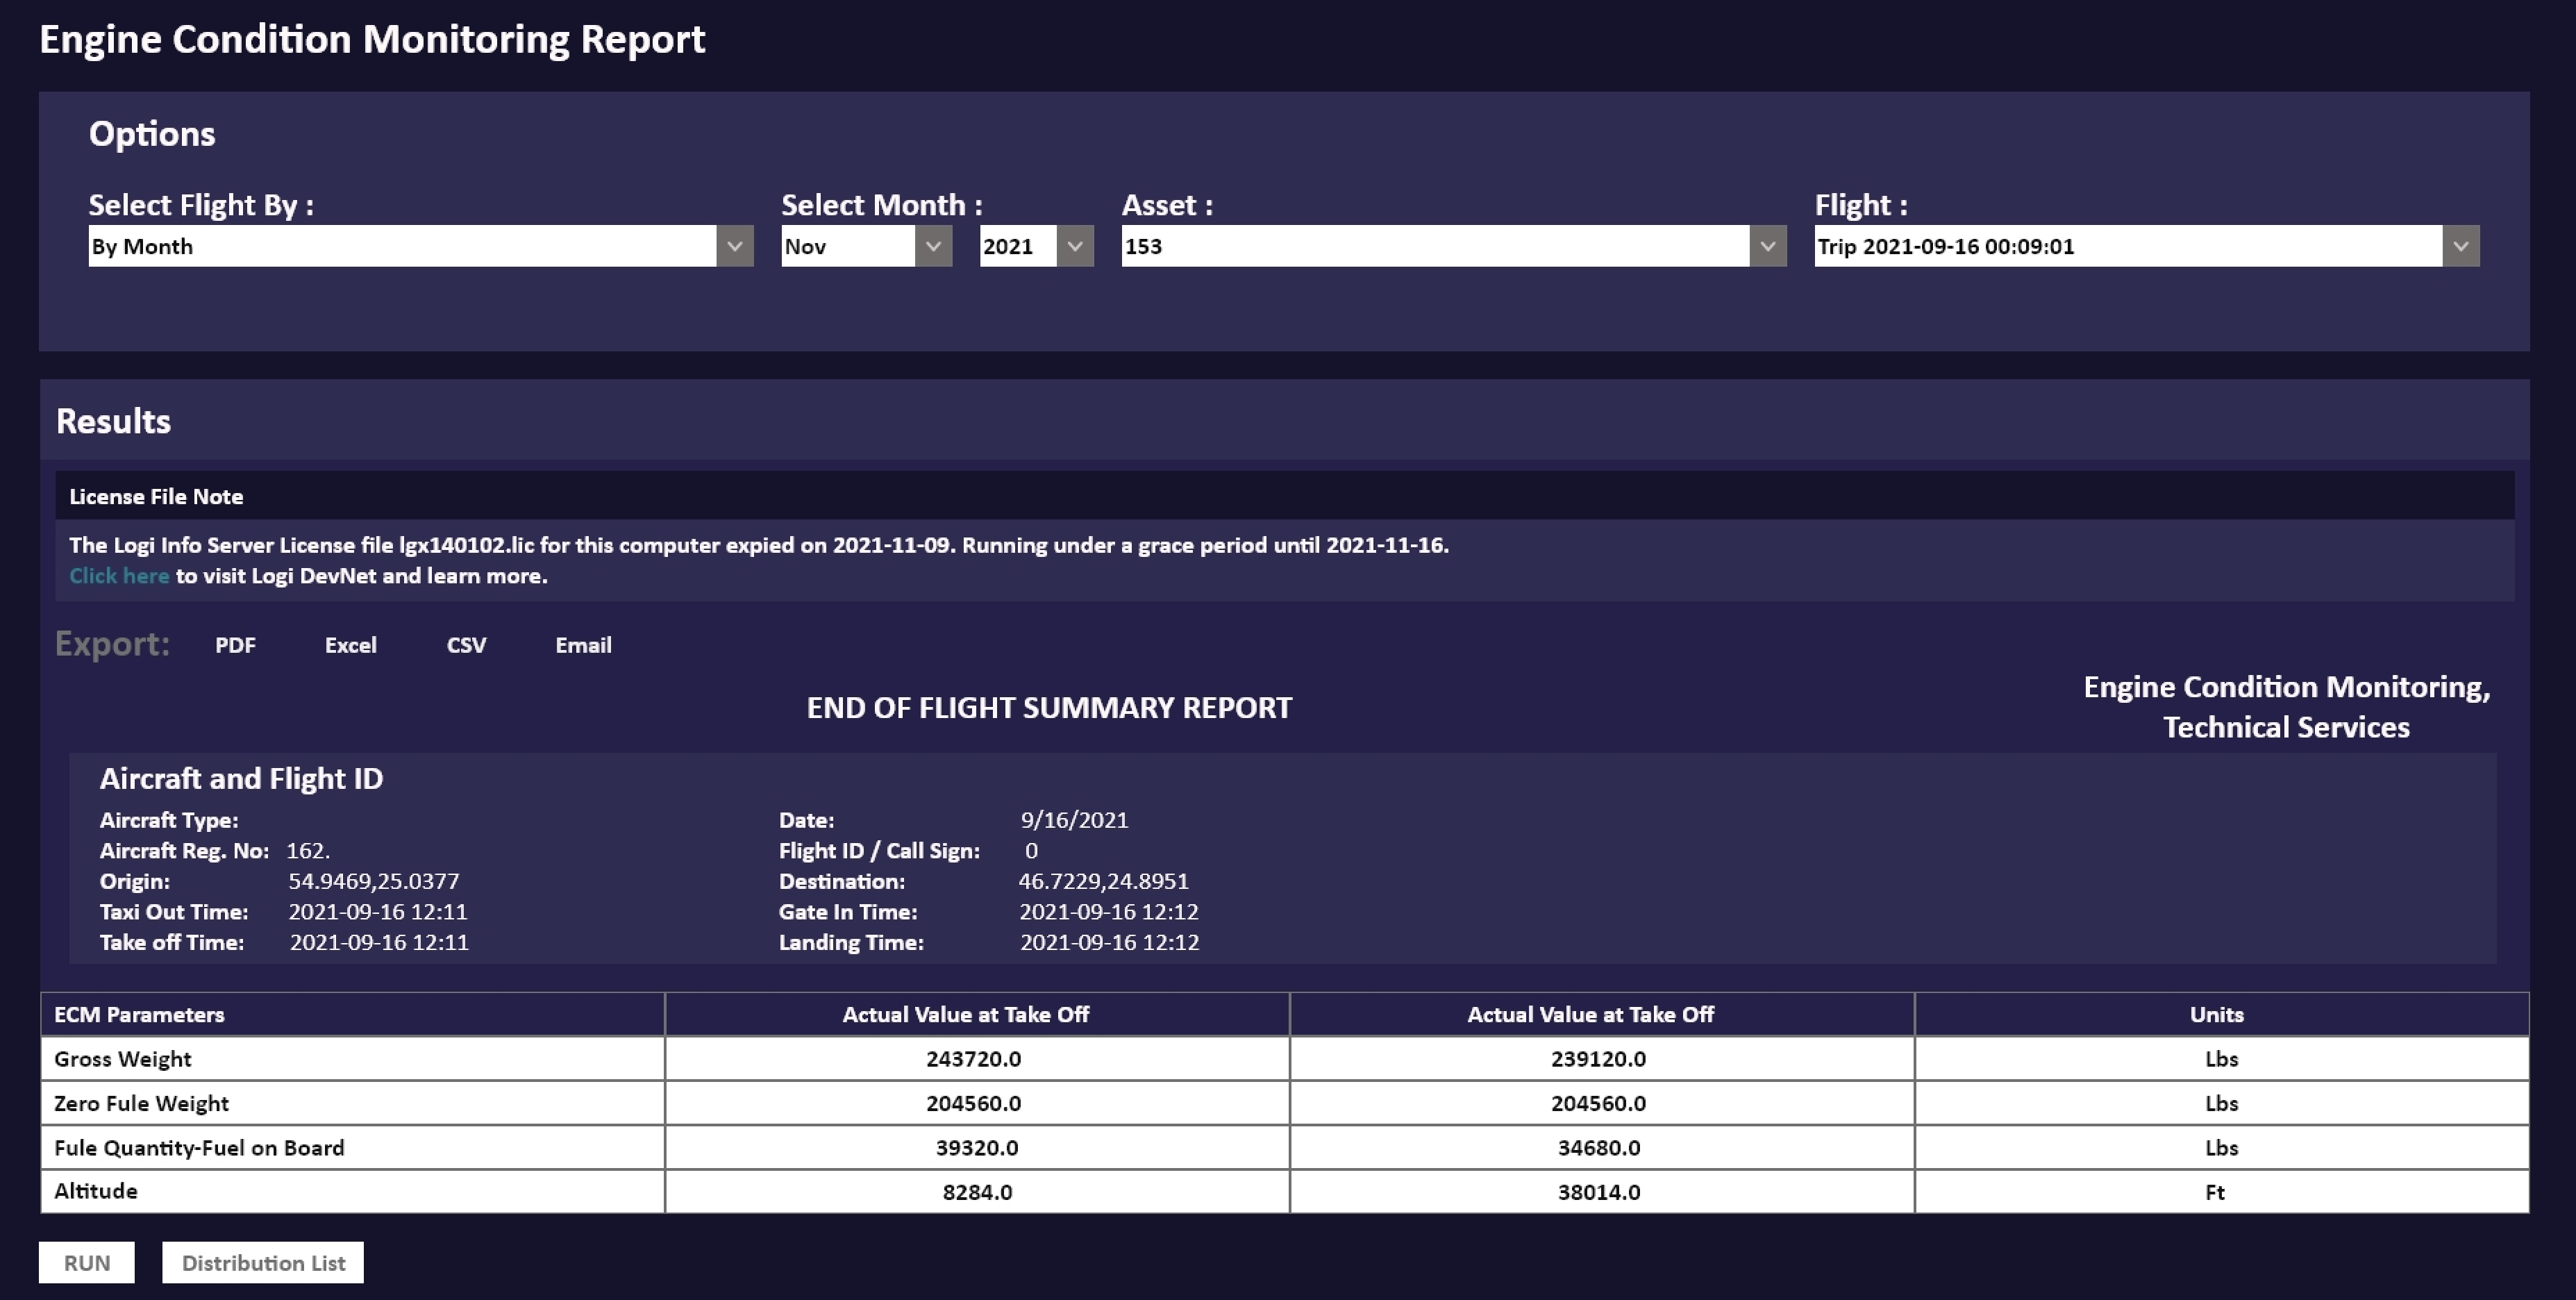 Engine Condition Monitoring Report
Options
Select Flight By : Select Month : Asset : Flight :
By Month Nov 2021 153 Trip 2021-09-16 00:09:01
Results
License File Note
The Logi Info Server License file lgx140102.lic for this computer expied on 2021-11-09. Running under a grace period until 2021-11-16.
Click here to visit Logi DevNet and learn more.
Export: PDF Excel CSV Email
END OF FLIGHT SUMMARY REPORT
Engine Condition Monitoring,
Technical Services
Aircraft and Flight ID
Aircraft Type: Date: 9/16/2021
Aircraft Reg. No: 162. Flight ID / Call Sign: 0
Origin: 54.9469,25.0377 Destination: 46.7229,24.8951
Taxi Out Time: 2021-09-16 12:11 Gate In Time: 2021-09-16 12:12
Take off Time: 2021-09-16 12:11 Landing Time: 2021-09-16 12:12
ECM Parameters Actual Value at Take Off Actual Value at Take Off Units
Gross Weight 243720.0 239120.0 Lbs
Zero Fule Weight 204560.0 204560.0 Lbs
Fule Quantity-Fuel on Board 39320.0 34680.0 Lbs
Altitude 8284.0 38014.0 Ft
RUN Distribution List